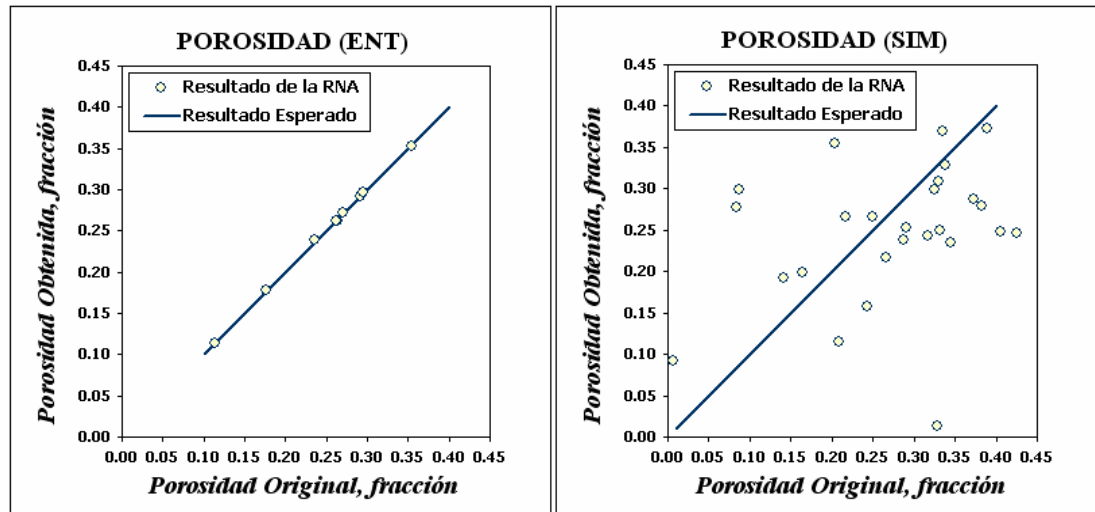 POROSIDAD (ENT)
Resultado de la RNA
Resultado Esperado
0.45
0.40
0.35
0.30
0.25
0.20
0.15
0.10
0.05
0.00
0.00 0.05 0.10 0.15 0.20 0.25 0.30 0.35 0.40 0.45
Porosidad Obtenida, fracción
Porosidad Original, fracción
POROSIDAD (SIM)
Resultado de la RNA
Resultado Esperado
0.45
0.40
0.35
0.30
0.25
0.20
0.15
0.10
0.05
0.00
0.00 0.05 0.10 0.15 0.20 0.25 0.30 0.35 0.40 0.45
Porosidad Obtenida, fracción
Porosidad Original, fracción